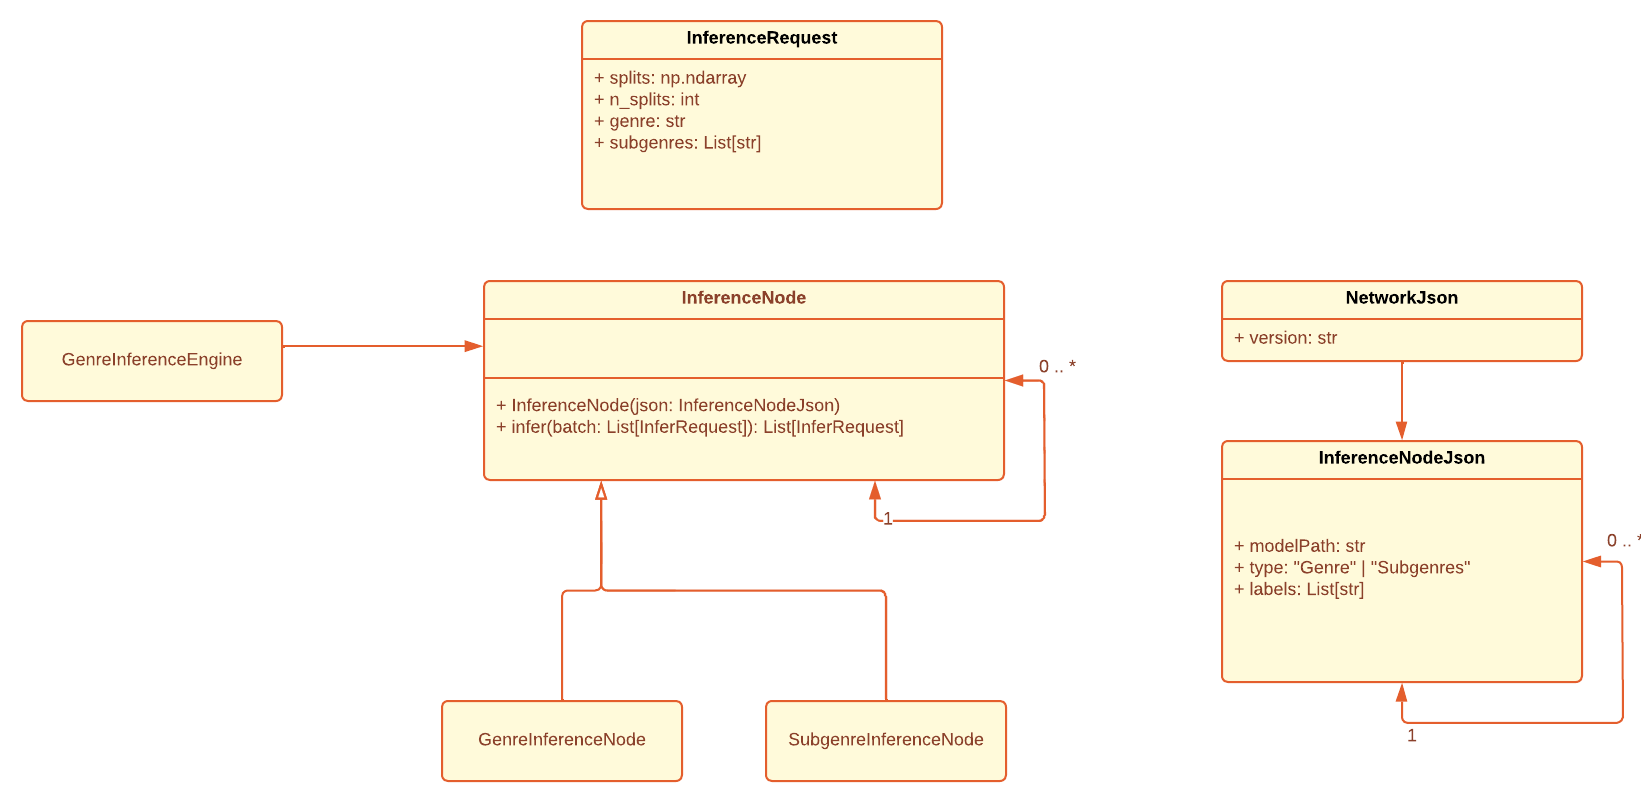 InferenceRequest
+ splits: np.ndarray
+ n_splits: int
+ genre: str
+ subgenres: List[str]
InferenceNode
+ InferenceNode(json: InferenceNodeJson)
+ infer(batch: List[InferRequest]): List[InferRequest]
0 .. *
1
GenreInferenceEngine
GenreInferenceNode
SubgenreInferenceNode
NetworkJson
+ version: str
InferenceNodeJson
+ modelPath: str
+ type: "Genre" | "Subgenres"
+ labels: List[str]
0 .. *
1